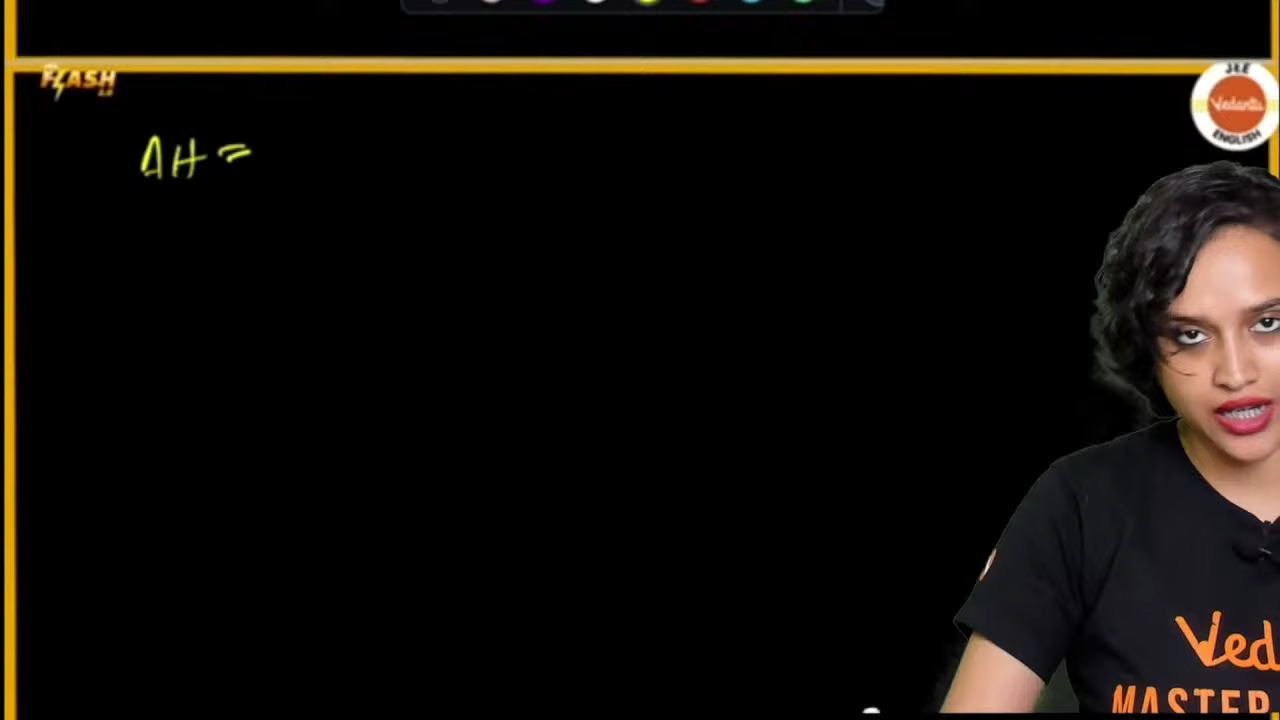 FLASH
JEE
Vedantu
ENGLISH
ΔH =
Ved
MASTER